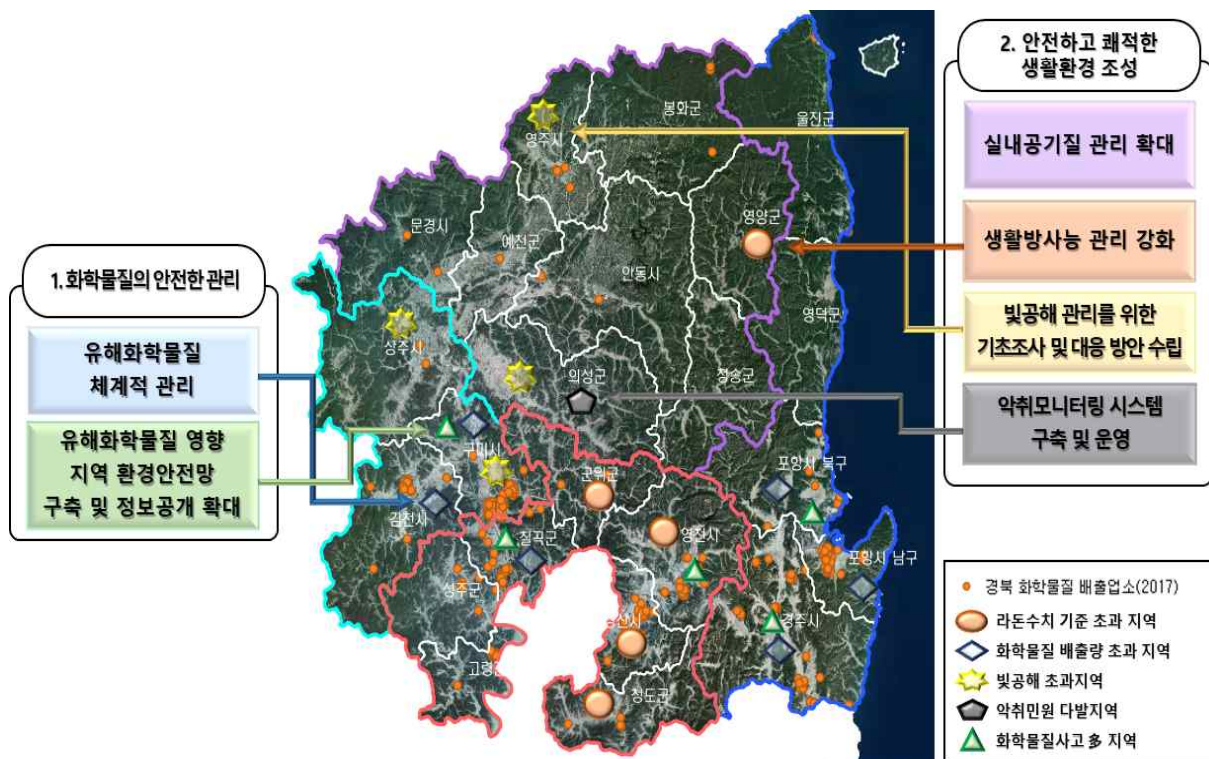 1. 화학물질의 안전한 관리
유해화학물질
체계적 관리
유해화학물질 영향
지역 환경안전망
구축 및 정보공개 확대
봉화군
울진군
영주시
문경시
예천군
영양군
안동시
상주시
영덕군
의성군
청송군
구미시
군위군
포항시 북구
김천시
칠곡군
영천시
포항시 남구
성주군
경주시
고령군
청도군
2. 안전하고 쾌적한
생활환경 조성
실내공기질 관리 확대
생활방사능 관리 강화
빛공해 관리를 위한
기초조사 및 대응 방안 수립
악취모니터링 시스템
구축 및 운영
경북 화학물질 배출업소(2017)
라돈수치 기준 초과 지역
화학물질 배출량 초과 지역
빛공해 초과지역
악취민원 다발지역
화학물질사고 多 지역